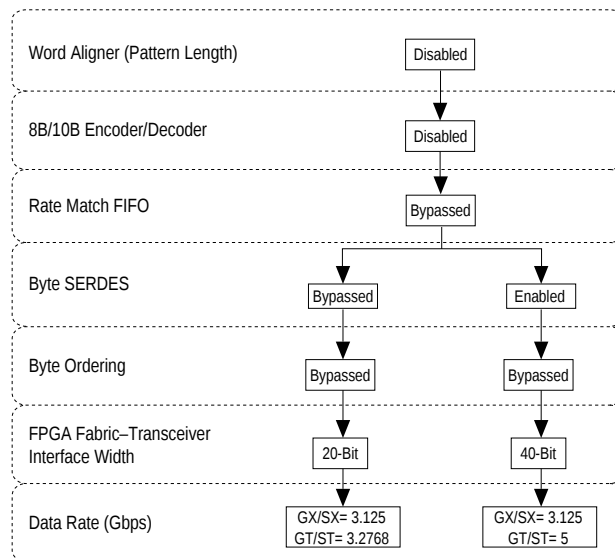 Word Aligner (Pattern Length)
Disabled
8B/10B Encoder/Decoder
Disabled
Rate Match FIFO
Bypassed
Byte SERDES
Bypassed
Enabled
Byte Ordering
Bypassed
Bypassed
FPGA Fabric–Transceiver
Interface Width
20-Bit
40-Bit
Data Rate (Gbps)
GX/SX= 3.125
GT/ST= 3.2768
GX/SX= 3.125
GT/ST= 5